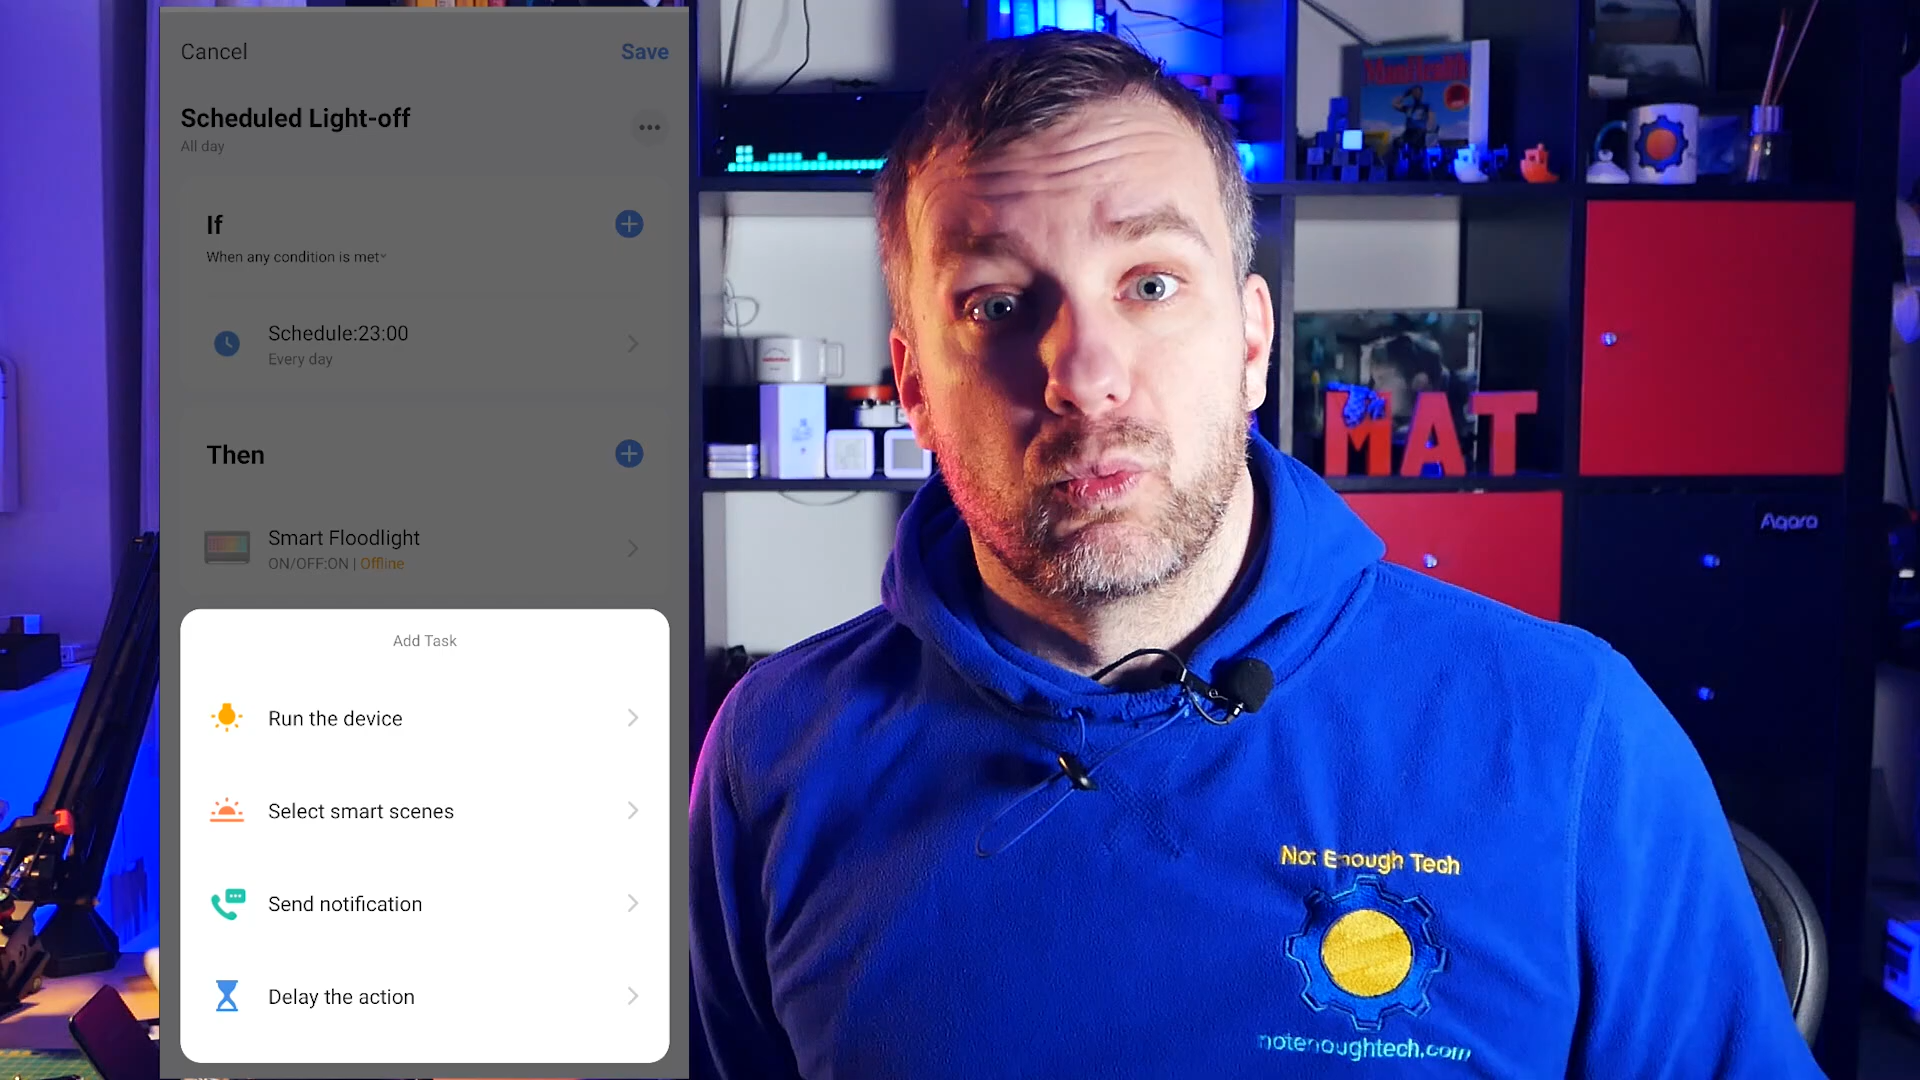 Cancel
Save
Scheduled Light-off
All day
If
When any condition is met
Schedule:23:00
Every day
Then
Smart Floodlight
ON/OFF:ON | Offline
Add Task
Run the device
Select smart scenes
Send notification
Delay the action
MAT
Aqara
Not Enough Tech
notenoughtech.com